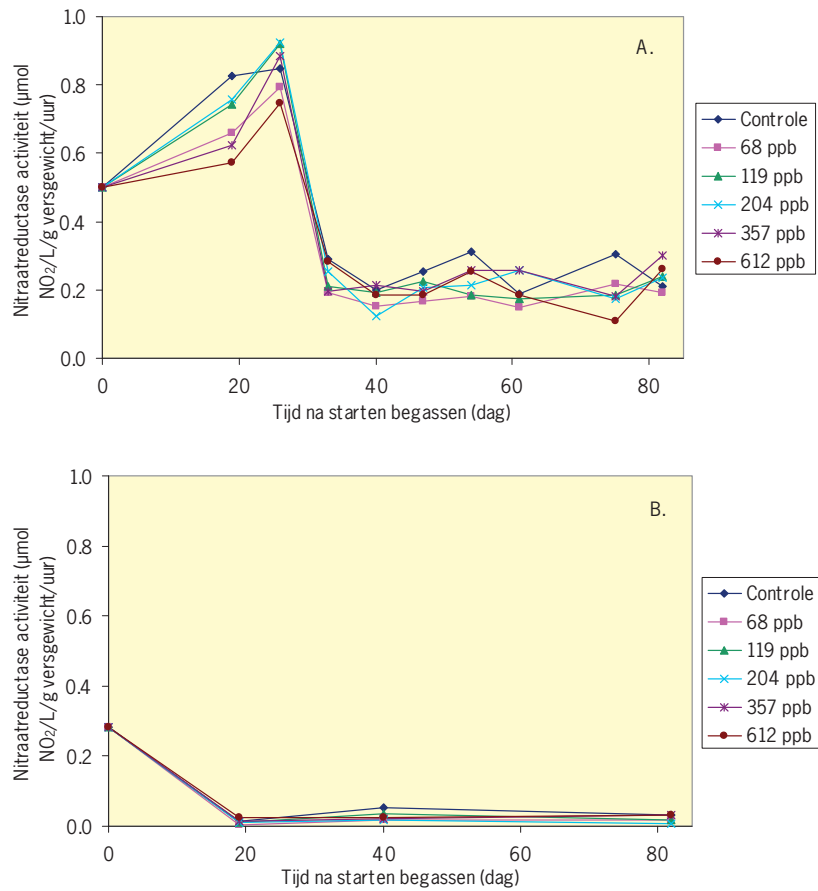 A.
Nitraatreductase activiteit (µmol
NO2/L/g versgewicht/uur)
1.0
0.8
0.6
0.4
0.2
0.0
0
20
40
60
80
Tijd na starten begassen (dag)
Controle
68 ppb
119 ppb
204 ppb
357 ppb
612 ppb
B.
Nitraatreductase activiteit (µmol
NO2/L/g versgewicht/uur)
1.0
0.8
0.6
0.4
0.2
0.0
0
20
40
60
80
Tijd na starten begassen (dag)
Controle
68 ppb
119 ppb
204 ppb
357 ppb
612 ppb